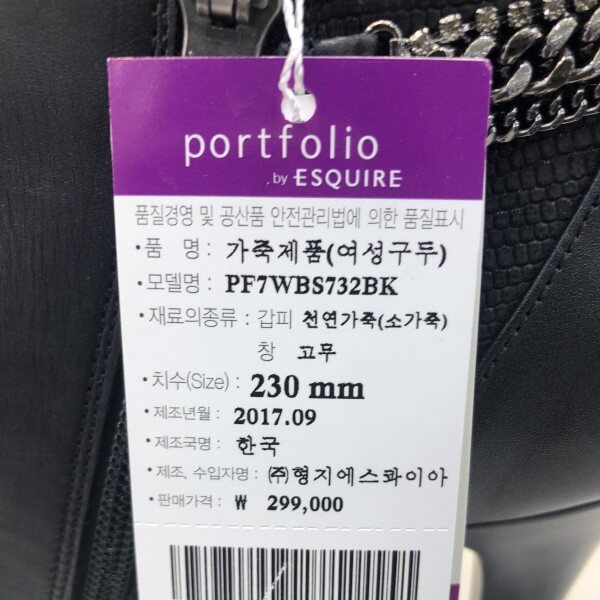 portfolio
by ESQUIRE
품질경영 및 공산품 안전관리법에 의한 품질표시
• 품 명 : 가죽제품(여성구두)
• 모델명 : PF7WBS732BK
• 재료의종류 : 갑피 천연가죽(소가죽)
창 고무
• 치수(Size) : 230 mm
• 제조년월 : 2017.09
• 제조국명 : 한국
• 제조, 수입자명 : ㈜형지에스콰이아
• 판매가격 : ₩ 299,000